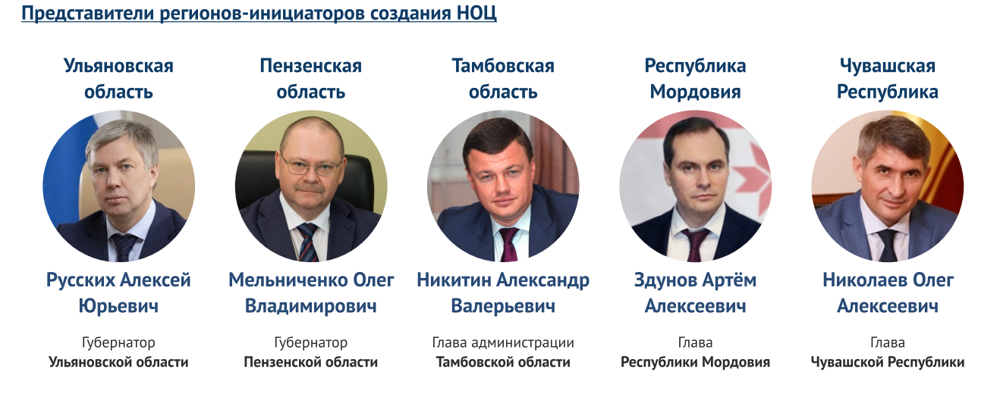 Представители регионов-инициаторов создания НОЦ
Ульяновская
область
Пензенская
область
Тамбовская
область
Республика
Мордовия
Чувашская
Республика
Русских Алексей
Юрьевич
Мельниченко Олег
Владимирович
Никитин Александр
Валерьевич
Здунов Артём
Алексеевич
Николаев Олег
Алексеевич
Губернатор
Ульяновской области
Губернатор
Пензенской области
Глава администрации
Тамбовской области
Глава
Республики Мордовия
Глава
Чувашской Республики